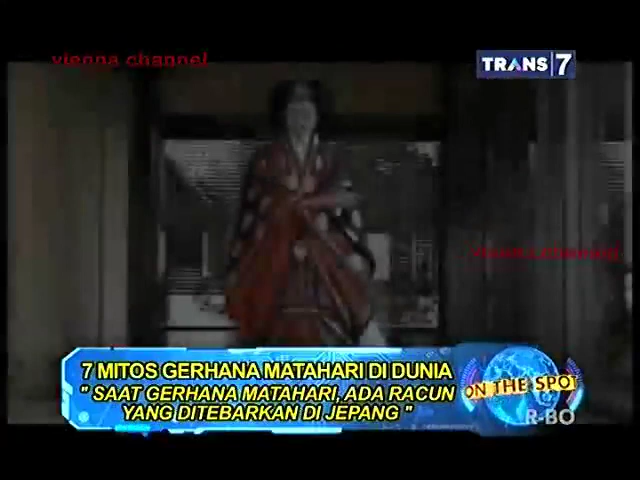 vienna channel
TRANS|7
7 MITOS GERHANA MATAHARI DI DUNIA
" SAAT GERHANA MATAHARI, ADA RACUN
YANG DITEBARKAN DI JEPANG "
ON THE SPOT
R-BO